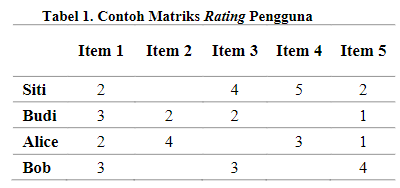 Tabel 1. Contoh Matriks Rating Pengguna
Item 1 Item 2 Item 3 Item 4 Item 5
Siti 2 4 5 2
Budi 3 2 2 1
Alice 2 4 3 1
Bob 3 3 4